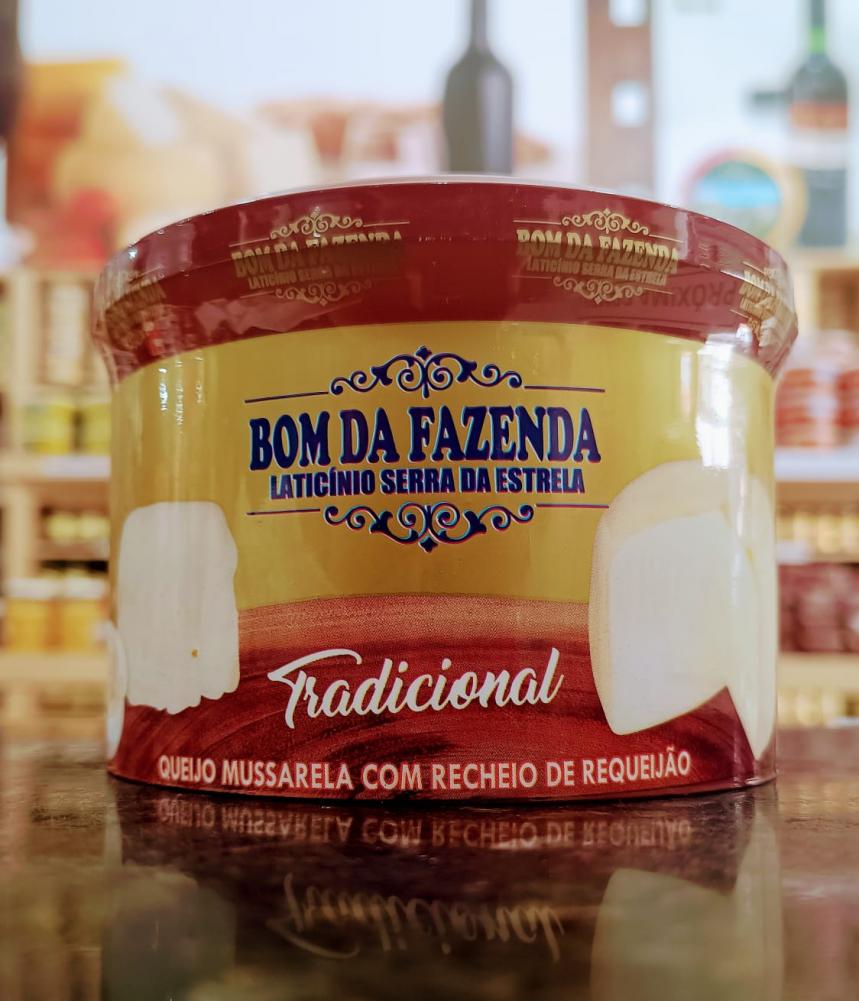 BOM DA FAZENDA
LATICÍNIO SERRA DA ESTRELA
BOM DA FAZENDA
LATICÍNIO SERRA DA ESTRELA
BOM DA FAZENDA
LATICÍNIO SERRA DA ESTRELA
Tradicional
QUEIJO MUSSARELA COM RECHEIO DE REQUEIJÃO